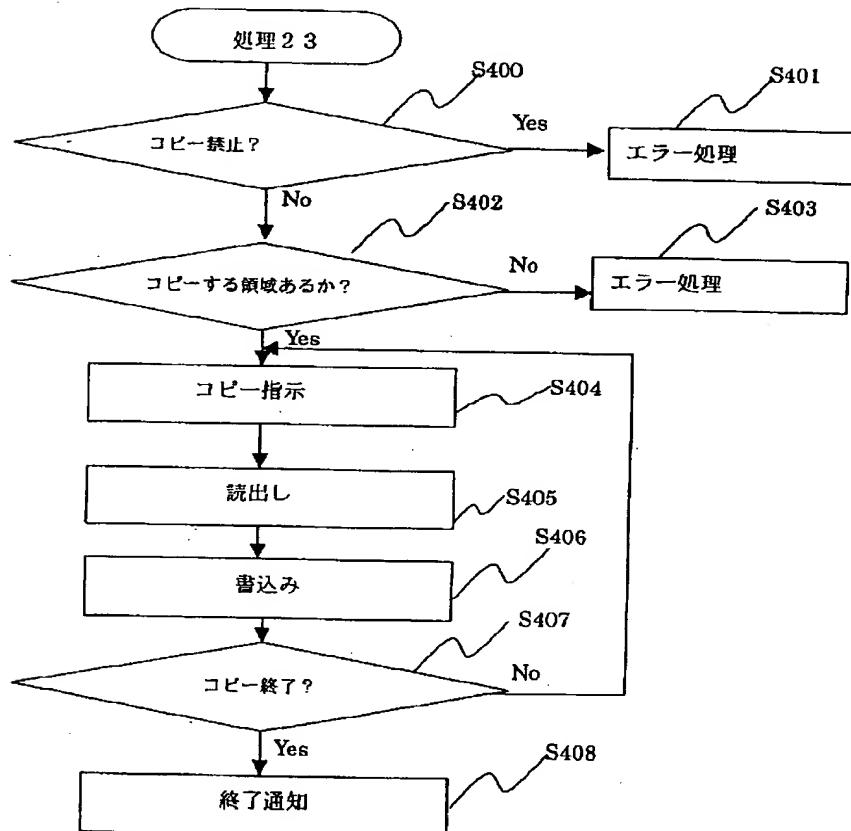 処理２３
S400
コピー禁止？
Yes
S401
エラー処理
No
S402
コピーする領域あるか？
No
S403
エラー処理
Yes
コピー指示
S404
読出し
S405
書込み
S406
コピー終了？
S407
No
Yes
終了通知
S408